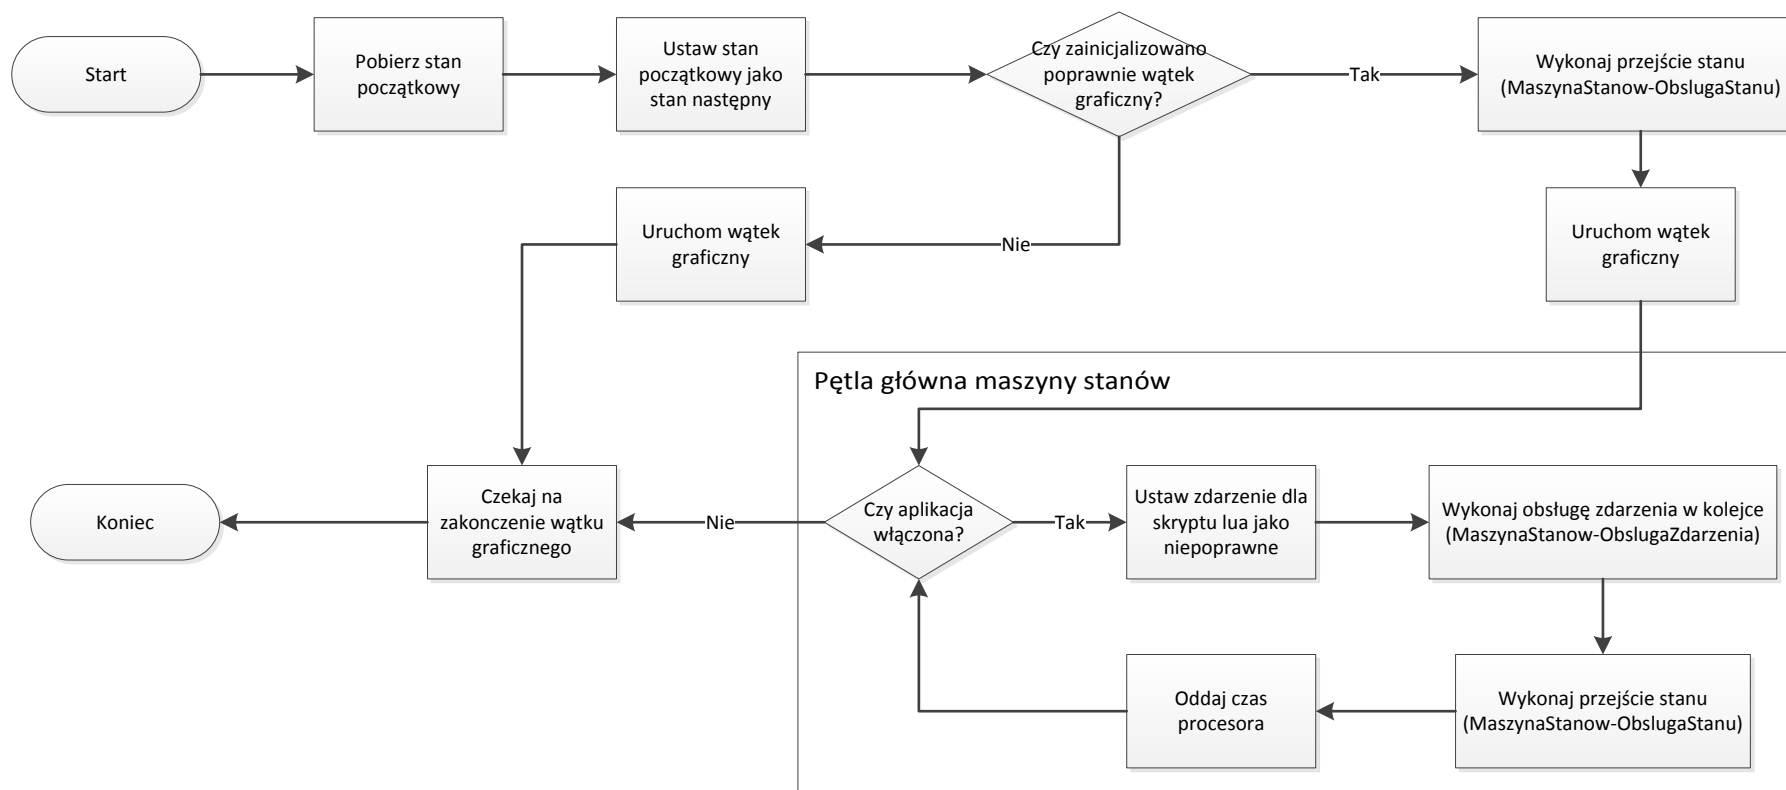 Start
Pobierz stan
początkowy
Ustaw stan
początkowy jako
stan następny
Czy zainicjalizowano
poprawnie wątek
graficzny?
Tak
Wykonaj przejście stanu
(MaszynaStanow-ObslugaStanu)
Uruchom wątek
graficzny
Nie
Uruchom wątek
graficzny
Pętla główna maszyny stanów
Koniec
Czekaj na
zakonczenie wątku
graficznego
Nie
Czy aplikacja
włączona?
Tak
Ustaw zdarzenie dla
skryptu lua jako
niepoprawne
Wykonaj obsługę zdarzenia w kolejce
(MaszynaStanow-ObslugaZdarzenia)
Oddaj czas
procesora
Wykonaj przejście stanu
(MaszynaStanow-ObslugaStanu)